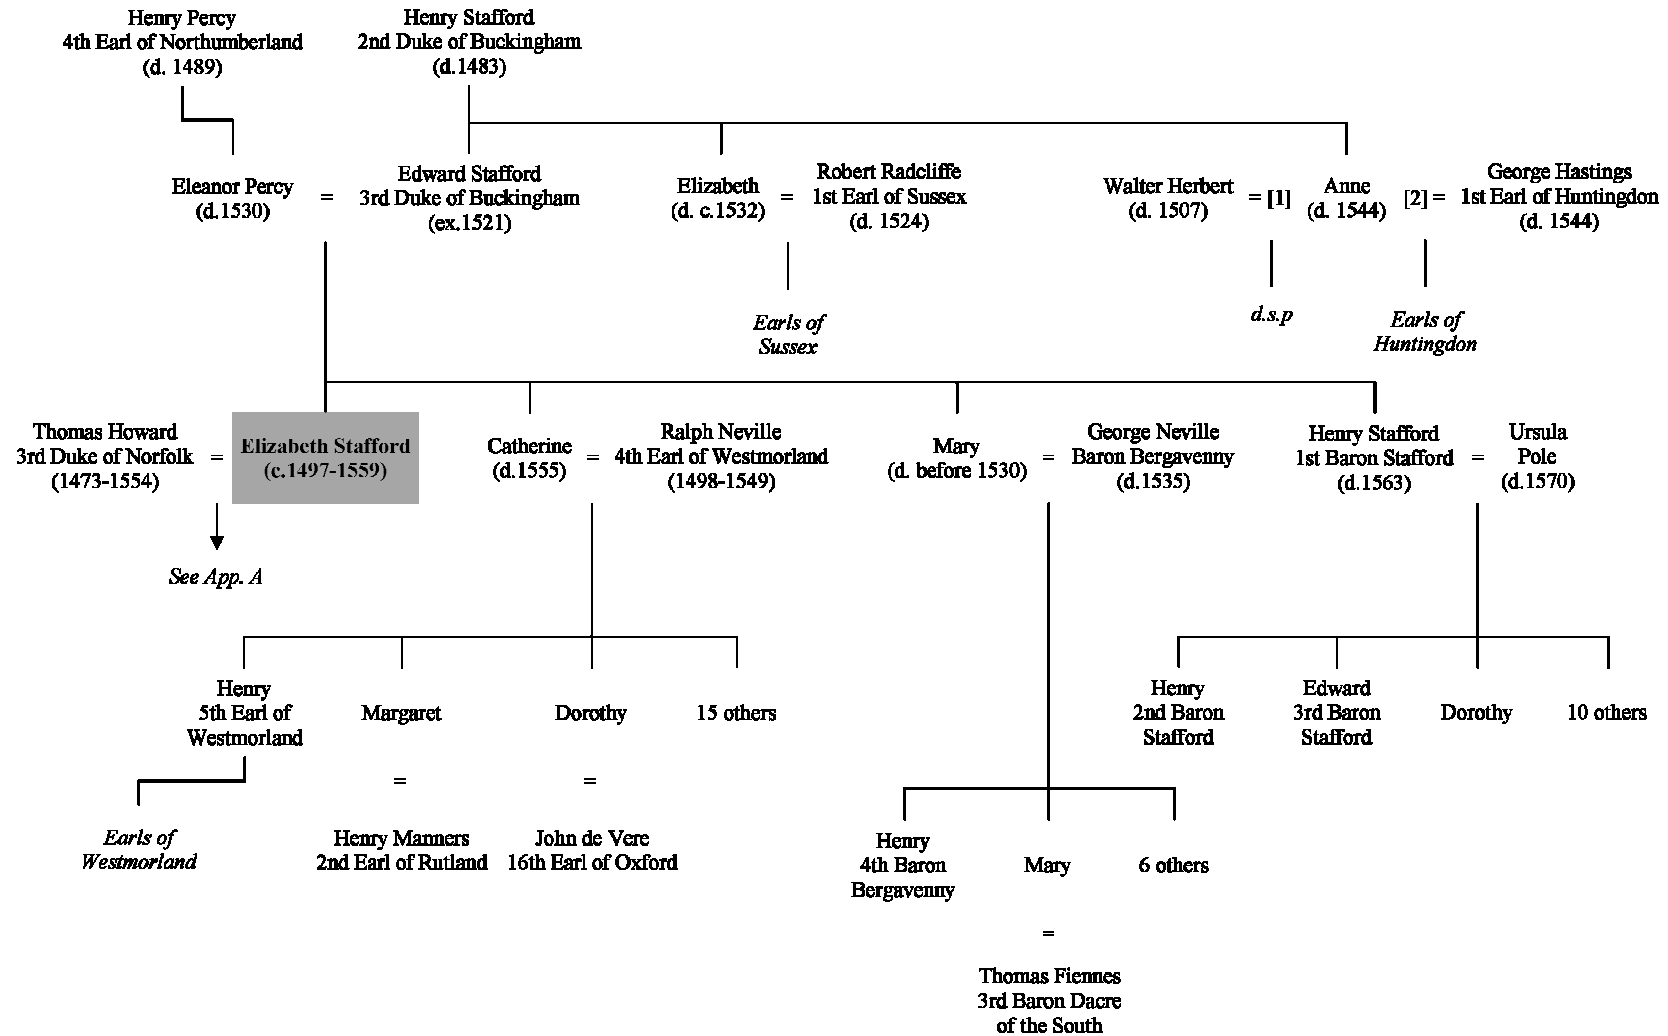 Henry Percy
4th Earl of Northumberland
(d. 1489)
Henry Stafford
2nd Duke of Buckingham
(d.1483)
Eleanor Percy
(d.1530)
=
Edward Stafford
3rd Duke of Buckingham
(ex.1521)
Elizabeth
(d. c.1532)
=
Robert Radcliffe
1st Earl of Sussex
(d. 1524)
Walter Herbert
(d. 1507)
= [1]
Anne
(d. 1544)
[2] =
George Hastings
1st Earl of Huntingdon
(d. 1544)
Earls of
Sussex
d.s.p
Earls of
Huntingdon
Thomas Howard
3rd Duke of Norfolk
(1473-1554)
=
Elizabeth Stafford
(c.1497-1559)
Catherine
(d.1555)
=
Ralph Neville
4th Earl of Westmorland
(1498-1549)
Mary
(d. before 1530)
=
George Neville
Baron Bergavenny
(d.1535)
Henry Stafford
1st Baron Stafford
(d.1563)
=
Ursula
Pole
(d.1570)
See App. A
Henry
5th Earl of
Westmorland
Margaret
Dorothy
15 others
Henry
2nd Baron
Stafford
Edward
3rd Baron
Stafford
Dorothy
10 others
=
=
Earls of
Westmorland
Henry Manners
2nd Earl of Rutland
John de Vere
16th Earl of Oxford
Henry
4th Baron
Bergavenny
Mary
6 others
=
Thomas Fiennes
3rd Baron Dacre
of the South